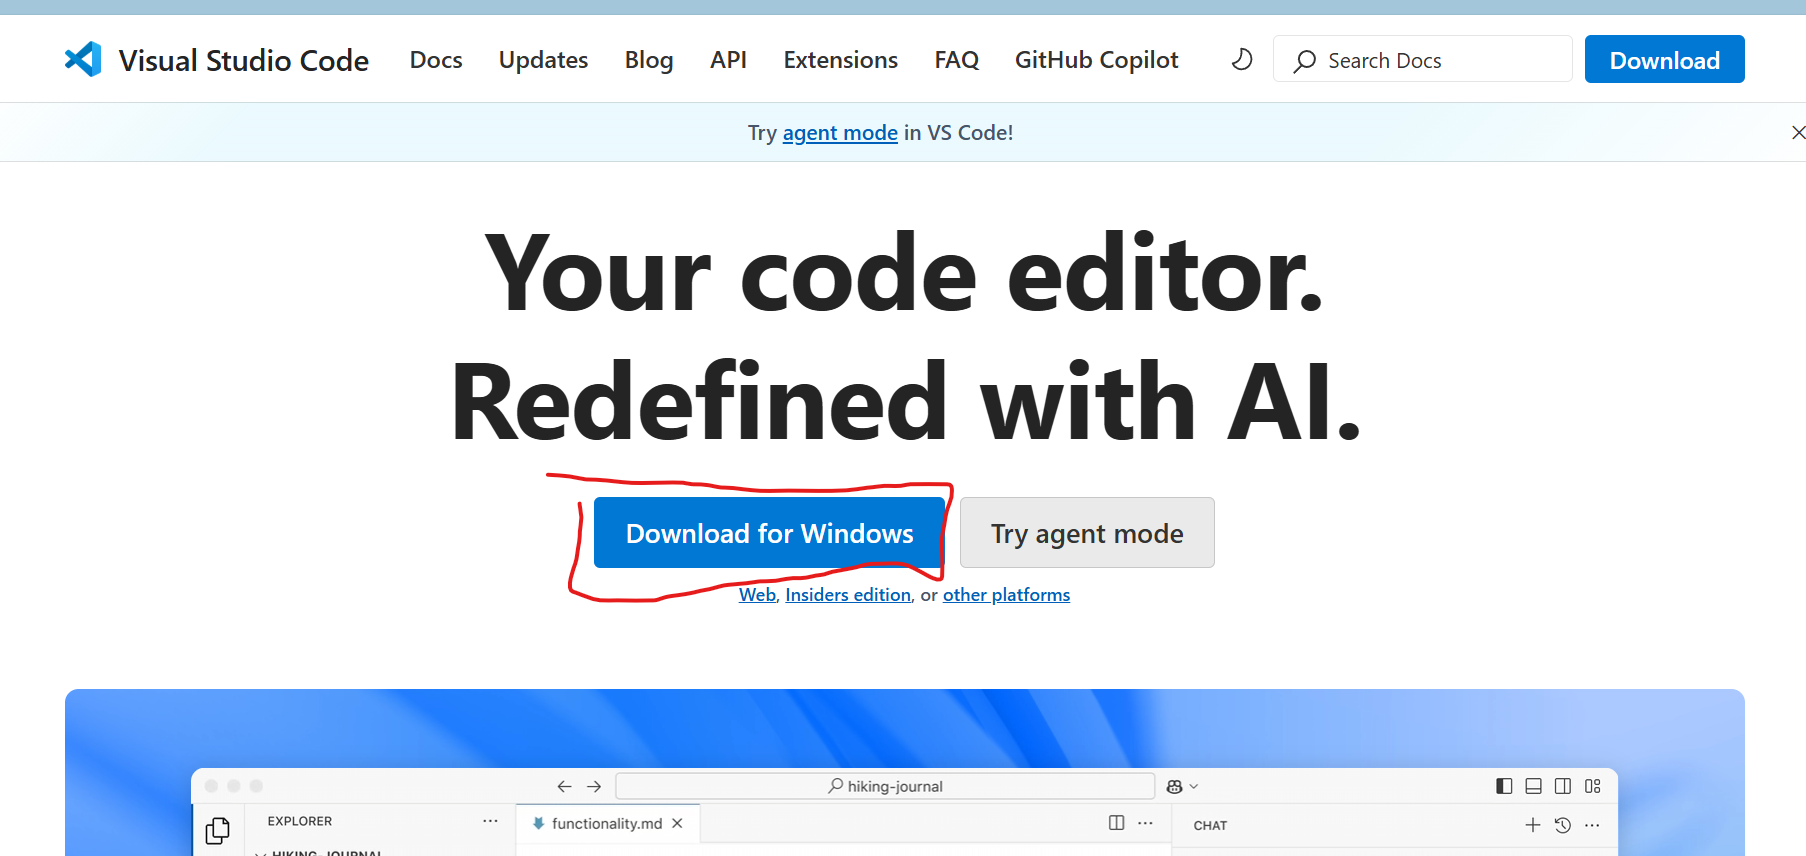 Visual Studio Code Docs Updates Blog API Extensions FAQ GitHub Copilot Search Docs Download
Try agent mode in VS Code!
Your code editor.
Redefined with AI.
Download for Windows Try agent mode
Web, Insiders edition, or other platforms
hiking-journal
EXPLORER functionality.md CHAT
HIKING-JOURNAL